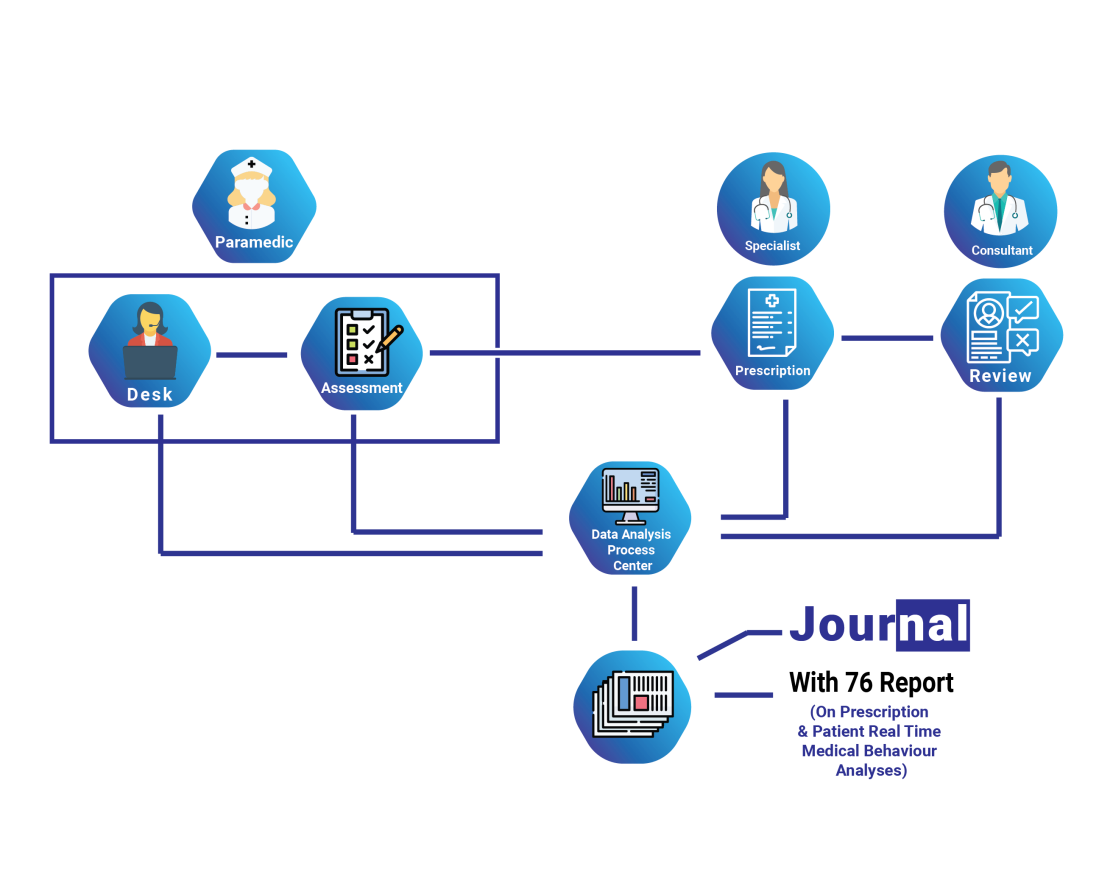 Paramedic
Specialist
Consultant
Desk
Assessment
Prescription
Review
Data Analysis
Process
Center
Journal
With 76 Report
(On Prescription
& Patient Real Time
Medical Behaviour
Analyses)